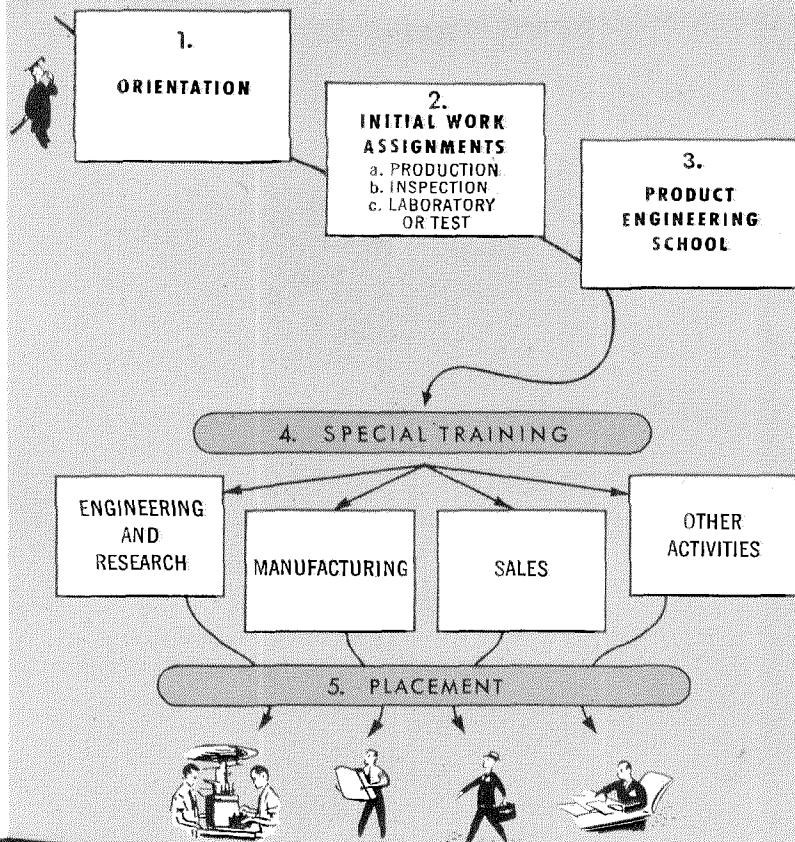 1.
ORIENTATION
2.
INITIAL WORK
ASSIGNMENTS
a. PRODUCTION
b. INSPECTION
c. LABORATORY
OR TEST
3.
PRODUCT
ENGINEERING
SCHOOL
4. SPECIAL TRAINING
ENGINEERING
AND
RESEARCH
MANUFACTURING
SALES
OTHER
ACTIVITIES
5. PLACEMENT